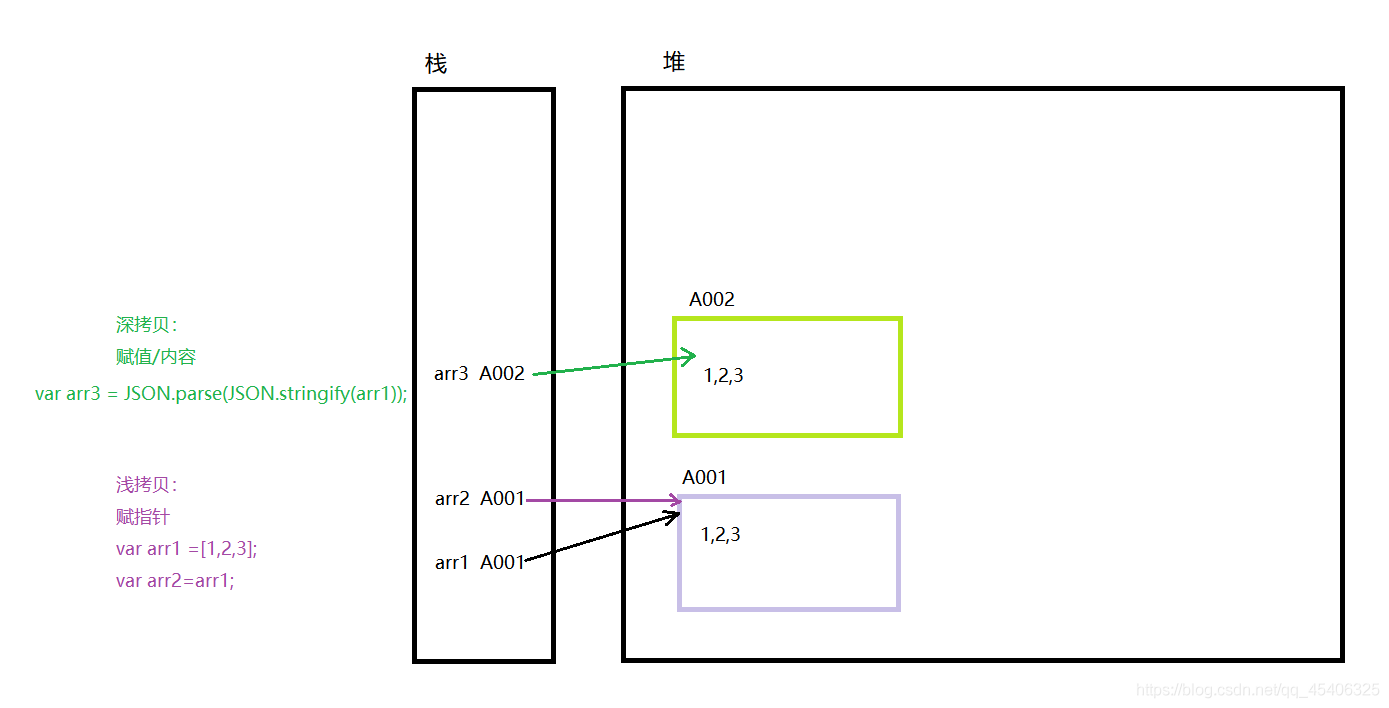 栈
堆
A002
深拷贝：
赋值/内容
arr3 A002
1,2,3
var arr3 = JSON.parse(JSON.stringify(arr1));
A001
浅拷贝：
arr2 A001
赋指针
1,2,3
var arr1 =[1,2,3];
arr1 A001
var arr2=arr1;
https://blog.csdn.net/qq_45406325